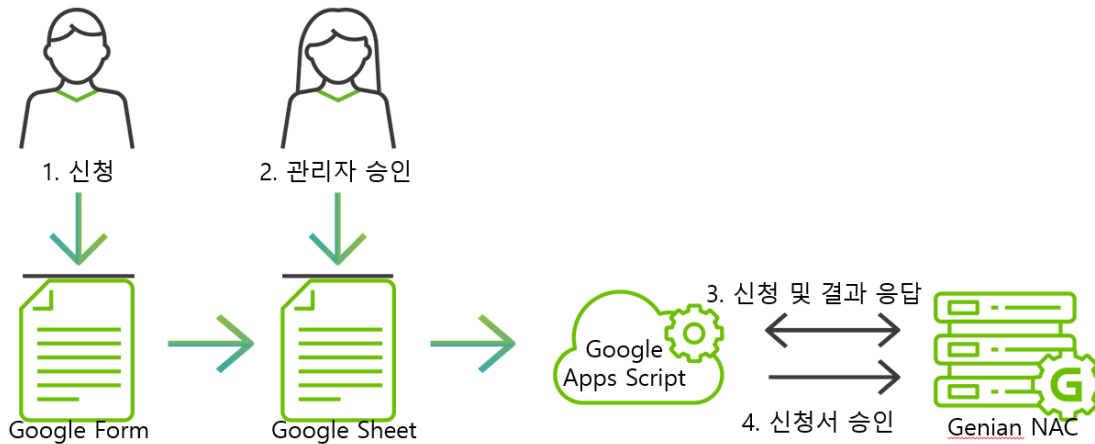 1. 신청
2. 관리자 승인
3. 신청 및 결과 응답
Google
Apps Script
G
4. 신청서 승인
Google Form
Google Sheet
Genian NAC